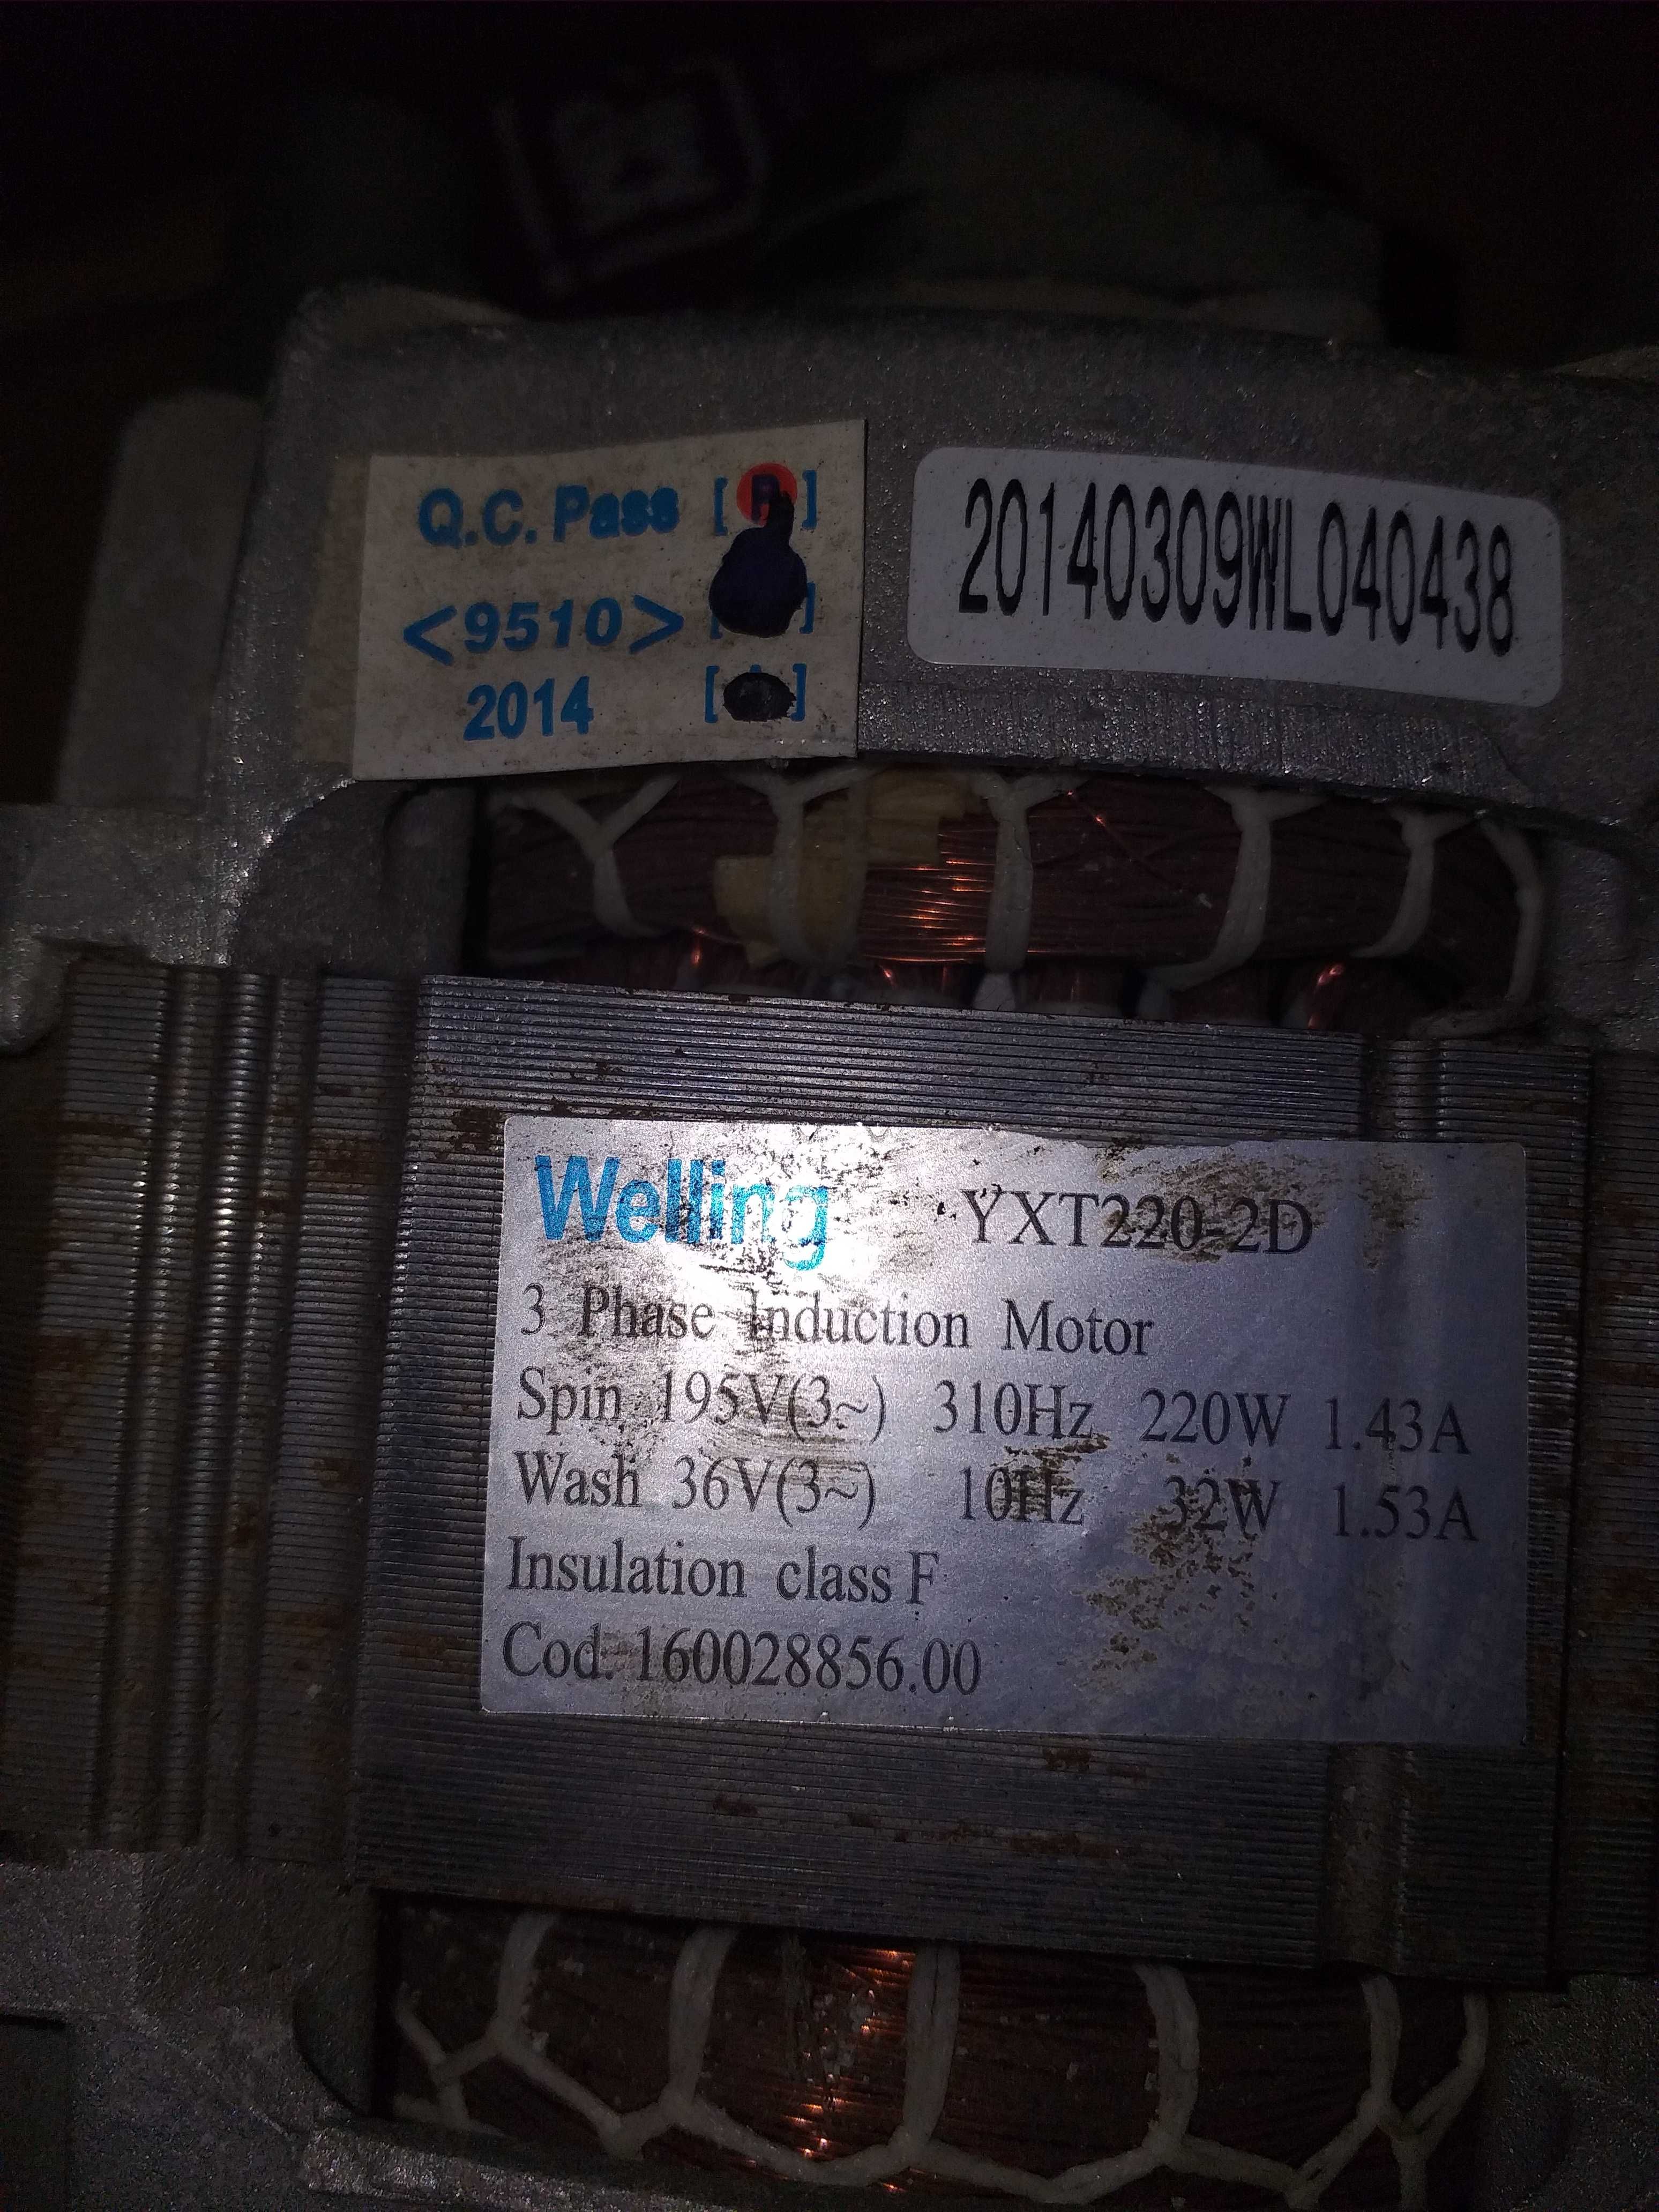 Q.C. Pass [P]
<9510> [ ]
2014 [ ]
20140309WL040438
Welling YXT220-2D
3 Phase Induction Motor
Spin 195V(3~) 310Hz 220W 1.43A
Wash 36V(3~) 10Hz 32W 1.53A
Insulation class F
Cod: 160028856.00